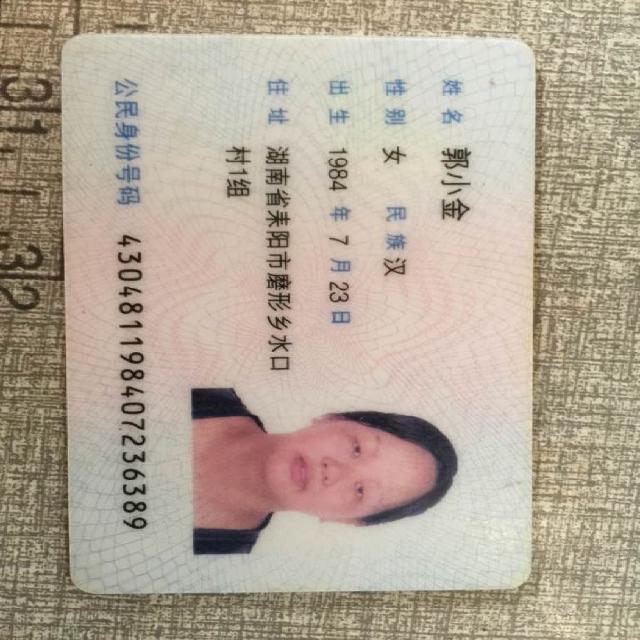 姓名 郭小金
性别 女 民族 汉
出生 1984 年 7 月 23 日
住址 湖南省耒阳市磨形乡水口
村1组
公民身份号码 430481198407236389
31 32